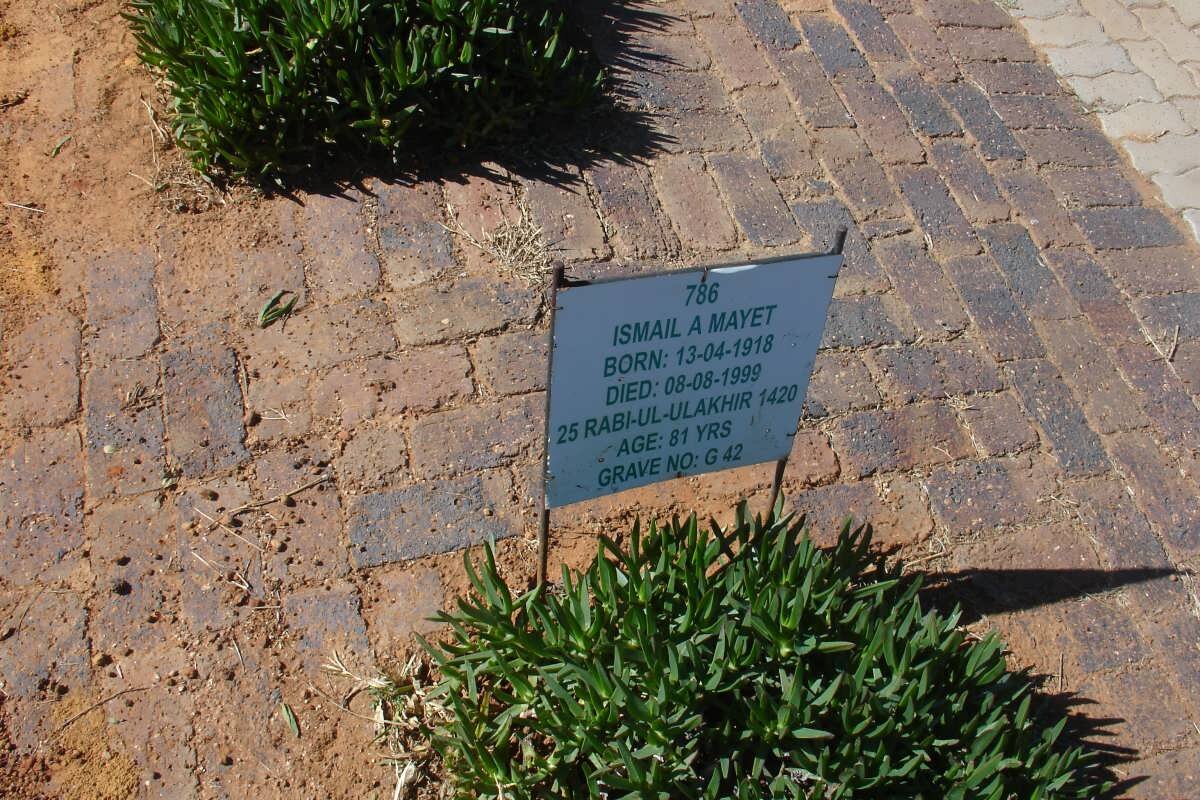 786
ISMAIL A MAYET
BORN: 13-04-1918
DIED: 08-08-1999
25 RABI-UL-ULAKHIR 1420
AGE: 81 YRS
GRAVE NO: G 42